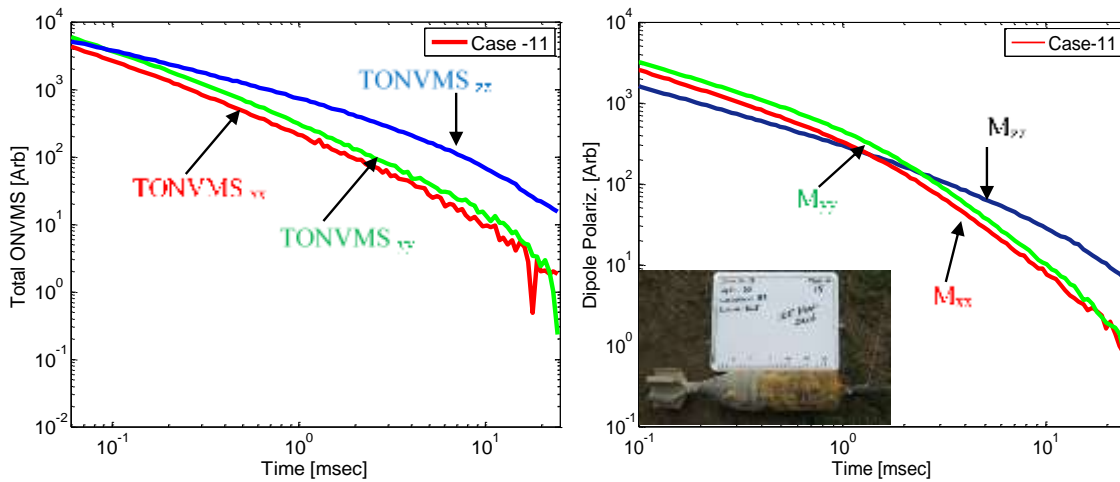 Case -11
TONVMS zz
TONVMS xx
TONVMS yy
10^4
10^3
10^2
10^1
10^0
10^-1
10^-2
Total ONVMS [Arb]
10^-1
10^0
10^1
Time [msec]
Case-11
Mzz
Myy
Mxx
10^4
10^3
10^2
10^1
10^0
10^-1
Dipole Polariz. [Arb]
10^-1
10^0
10^1
Time [msec]